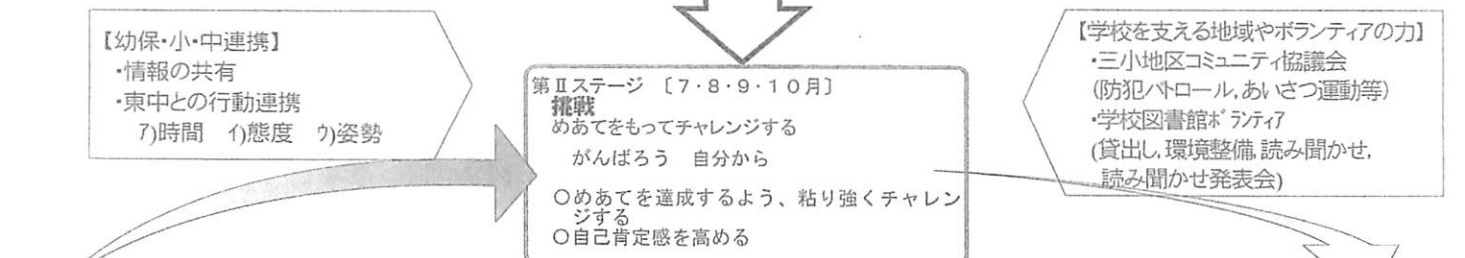 【幼保・小・中連携】
・情報の共有
・東中との行動連携
ア)時間 イ)態度 ウ)姿勢
第Ⅱステージ 〔7・8・9・10月〕
挑戦
めあてをもってチャレンジする
がんばろう 自分から
〇めあてを達成するよう、粘り強くチャレン
ジする
〇自己肯定感を高める
【学校を支える地域やボランティアの力】
・三小地区コミュニティ協議会
(防犯パトロール,あいさつ運動等)
・学校図書館ボランティア
(貸出し,環境整備,読み聞かせ,
読み聞かせ発表会)